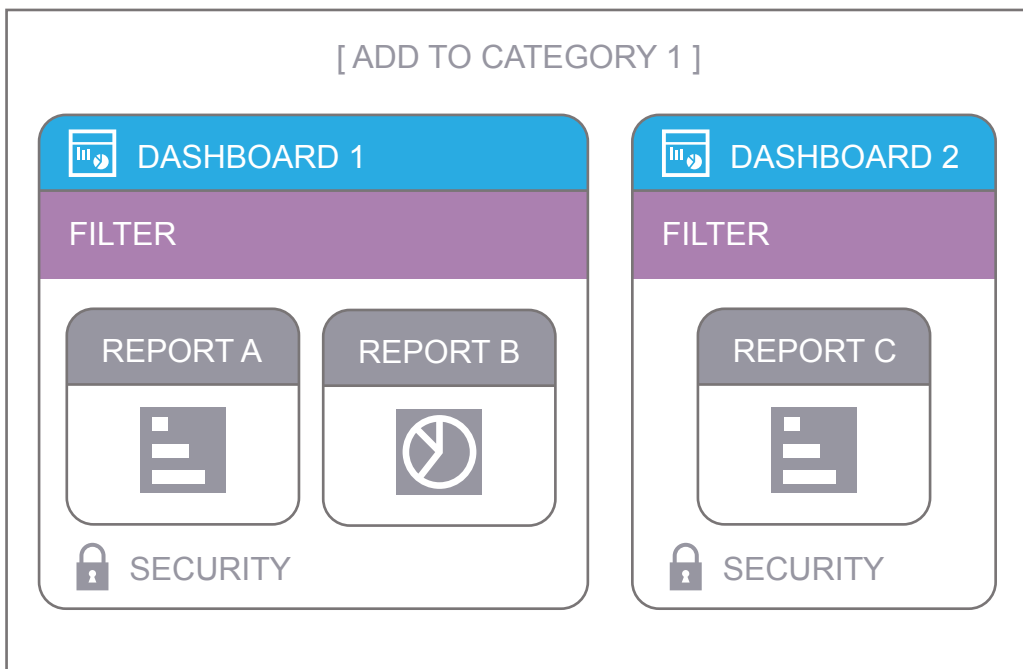 [ ADD TO CATEGORY 1 ]
DASHBOARD 1
FILTER
REPORT A
REPORT B
SECURITY
DASHBOARD 2
FILTER
REPORT C
SECURITY